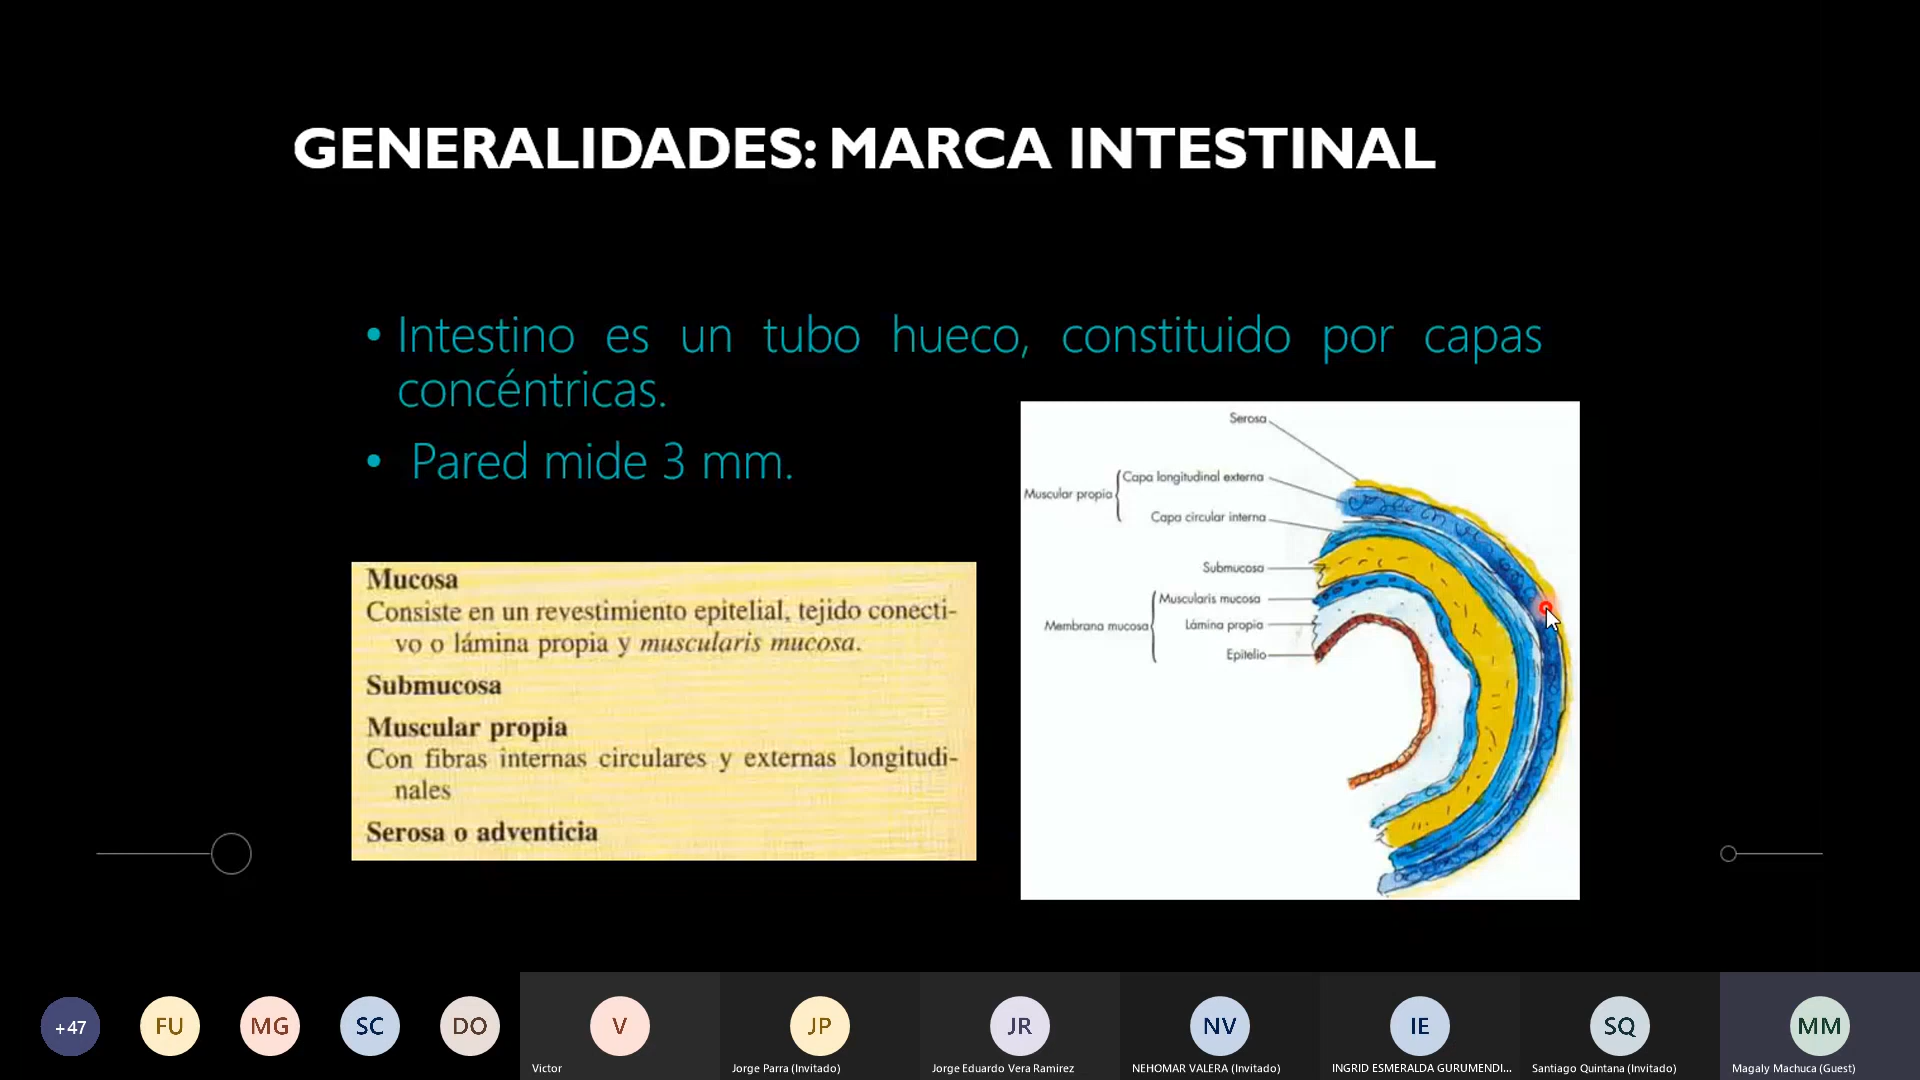 GENERALIDADES: MARCA INTESTINAL
• Intestino es un tubo hueco, constituido por capas
concéntricas.
• Pared mide 3 mm.
Mucosa
Consiste en un revestimiento epitelial, tejido conecti-
vo o lámina propia y muscularis mucosa.
Submucosa
Muscular propia
Con fibras internas circulares y externas longitudi-
nales
Serosa o adventicia
Serosa
Capa longitudinal externa
Muscular propia
Capa circular interna
Submucosa
Muscularis mucosa
Membrana mucosa
Lámina propia
Epitelio
+47
FU
MG
SC
DO
V
JP
JR
NV
IE
SQ
MM
Victor
Jorge Parra (Invitado)
Jorge Eduardo Vera Ramirez
NEHOMAR VALERA (Invitado)
INGRID ESMERALDA GURUMENDI...
Santiago Quintana (Invitado)
Magaly Machuca (Guest)